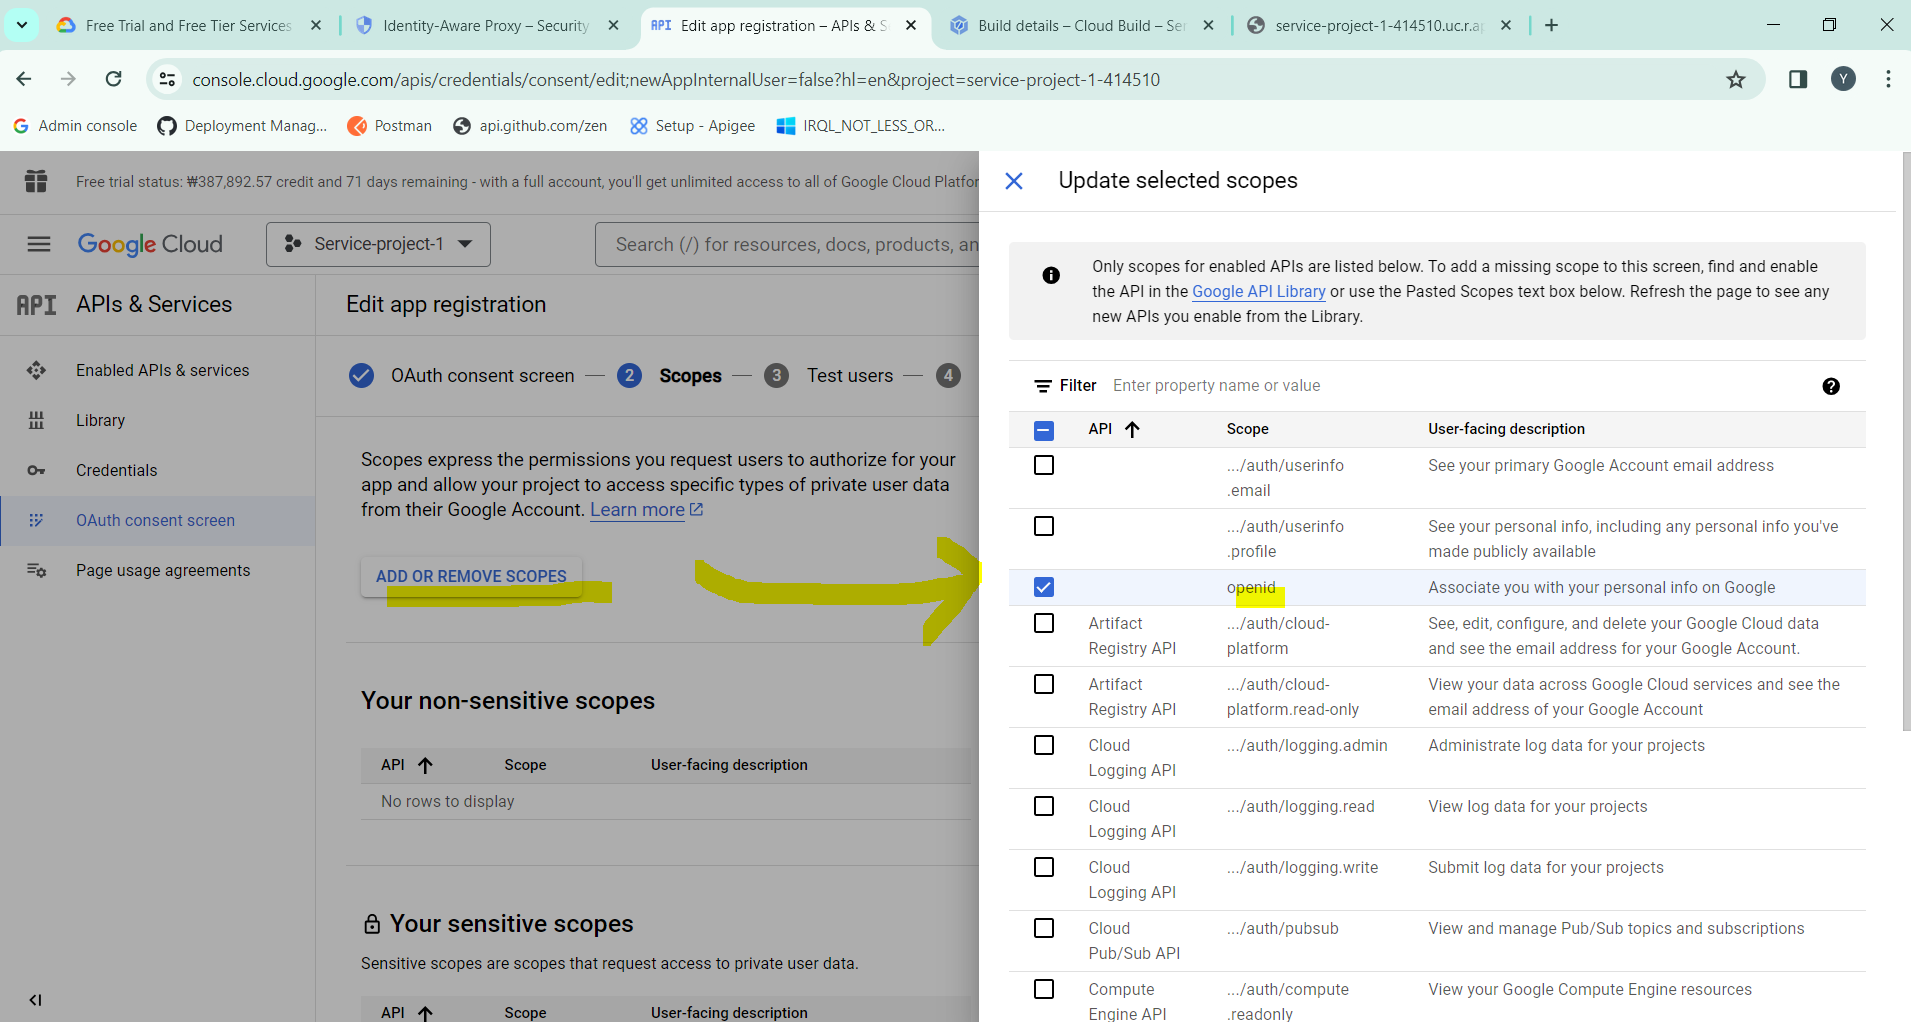 Free Trial and Free Tier Services
Identity-Aware Proxy – Security
API Edit app registration – APIs & S
Build details – Cloud Build – Ser
service-project-1-414510.uc.r.ap
console.cloud.google.com/apis/credentials/consent/edit;newAppInternalUser=false?hl=en&project=service-project-1-414510
Y
Admin console
Deployment Manag...
Postman
api.github.com/zen
Setup - Apigee
IRQL_NOT_LESS_OR...
Free trial status: ₩387,892.57 credit and 71 days remaining - with a full account, you'll get unlimited access to all of Google Cloud Platfor
Google Cloud
Service-project-1
Search (/) for resources, docs, products, an
API APIs & Services
Enabled APIs & services
Library
Credentials
OAuth consent screen
Page usage agreements
Edit app registration
OAuth consent screen — 2 Scopes — 3 Test users — 4
Scopes express the permissions you request users to authorize for your
app and allow your project to access specific types of private user data
from their Google Account. Learn more
ADD OR REMOVE SCOPES
Your non-sensitive scopes
API Scope User-facing description
No rows to display
Your sensitive scopes
Sensitive scopes are scopes that request access to private user data.
API Scope User-facing description
Update selected scopes
Only scopes for enabled APIs are listed below. To add a missing scope to this screen, find and enable
the API in the Google API Library or use the Pasted Scopes text box below. Refresh the page to see any
new APIs you enable from the Library.
Filter Enter property name or value
API Scope User-facing description
.../auth/userinfo See your primary Google Account email address
.email
.../auth/userinfo See your personal info, including any personal info you've
.profile made publicly available
openid Associate you with your personal info on Google
Artifact .../auth/cloud- See, edit, configure, and delete your Google Cloud data
Registry API platform and see the email address for your Google Account.
Artifact .../auth/cloud- View your data across Google Cloud services and see the
Registry API platform.read-only email address of your Google Account
Cloud .../auth/logging.admin Administrate log data for your projects
Logging API
Cloud .../auth/logging.read View log data for your projects
Logging API
Cloud .../auth/logging.write Submit log data for your projects
Logging API
Cloud .../auth/pubsub View and manage Pub/Sub topics and subscriptions
Pub/Sub API
Compute .../auth/compute View your Google Compute Engine resources
Engine API .readonly